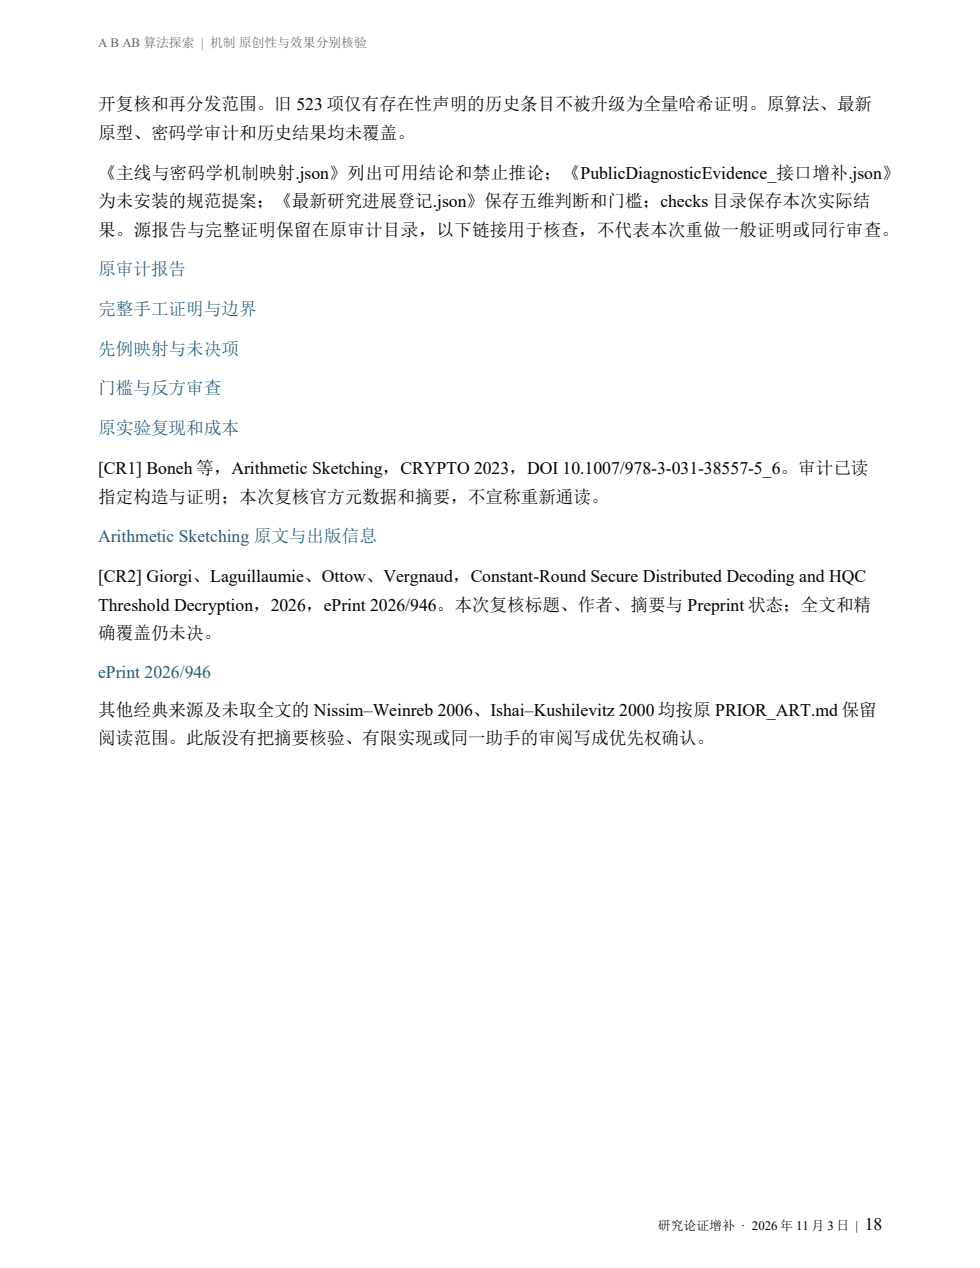 A B AB 算法探索 | 机制 原创性与效果分别核验
开复核和再分发范围。旧 523 项仅有存在性声明的历史条目不被升级为全量哈希证明。原算法、最新
原型、密码学审计和历史结果均未覆盖。
《主线与密码学机制映射.json》列出可用结论和禁止推论；《PublicDiagnosticEvidence_接口增补.json》
为未安装的规范提案；《最新研究进展登记.json》保存五维判断和门槛；checks 目录保存本次实际结
果。源报告与完整证明保留在原审计目录，以下链接用于核查，不代表本次重做一般证明或同行审查。
原审计报告
完整手工证明与边界
先例映射与未决项
门槛与反方审查
原实验复现和成本
[CR1] Boneh 等，Arithmetic Sketching，CRYPTO 2023，DOI 10.1007/978-3-031-38557-5_6。审计已读
指定构造与证明；本次复核官方元数据和摘要，不宣称重新通读。
Arithmetic Sketching 原文与出版信息
[CR2] Giorgi、Laguillaumie、Ottow、Vergnaud，Constant-Round Secure Distributed Decoding and HQC
Threshold Decryption，2026，ePrint 2026/946。本次复核标题、作者、摘要与 Preprint 状态；全文和精
确覆盖仍未决。
ePrint 2026/946
其他经典来源及未取全文的 Nissim–Weinreb 2006、Ishai–Kushilevitz 2000 均按原 PRIOR_ART.md 保留
阅读范围。此版没有把摘要核验、有限实现或同一助手的审阅写成优先权确认。
研究论证增补 · 2026 年 11 月 3 日 | 18